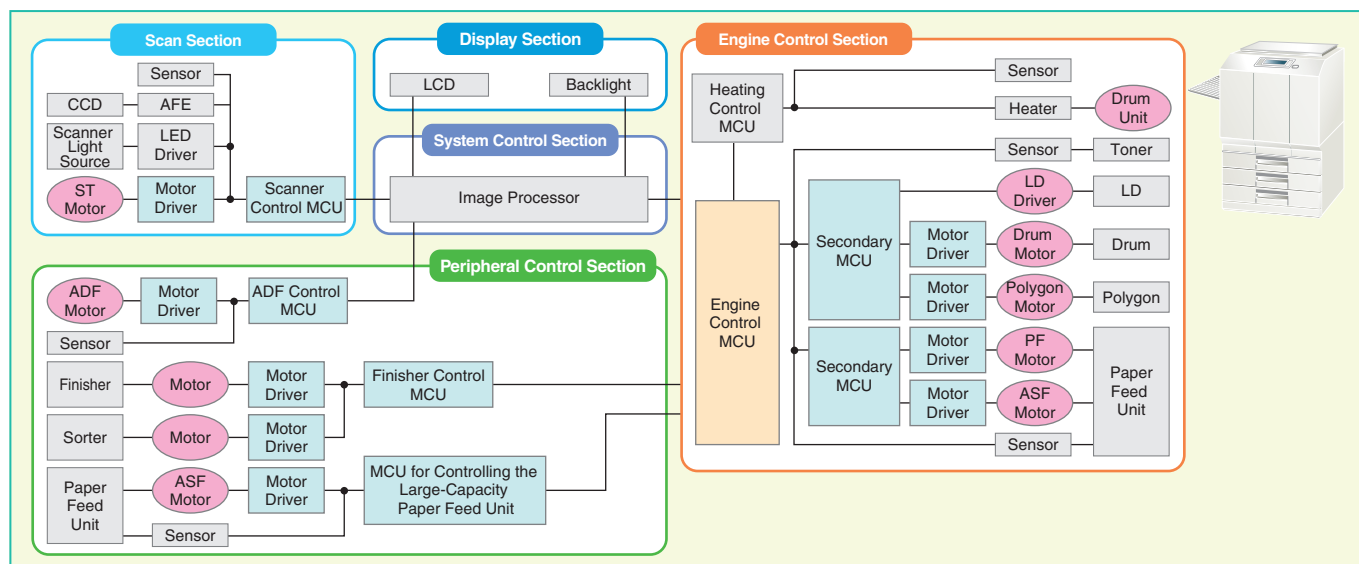 Scan Section
Sensor
CCD
AFE
Scanner
Light
Source
LED
Driver
ST
Motor
Motor
Driver
Scanner
Control MCU
Display Section
LCD
Backlight
System Control Section
Image Processor
Engine Control Section
Heating
Control
MCU
Sensor
Heater
Drum
Unit
Sensor
Toner
Engine
Control
MCU
Secondary
MCU
LD
Driver
LD
Motor
Driver
Drum
Motor
Drum
Motor
Driver
Polygon
Motor
Polygon
Secondary
MCU
Motor
Driver
PF
Motor
Motor
Driver
ASF
Motor
Paper
Feed
Unit
Sensor
Peripheral Control Section
ADF
Motor
Motor
Driver
ADF Control
MCU
Sensor
Finisher
Motor
Motor
Driver
Finisher Control
MCU
Sorter
Motor
Motor
Driver
Paper
Feed
Unit
ASF
Motor
Motor
Driver
MCU for Controlling the
Large-Capacity
Paper Feed Unit
Sensor